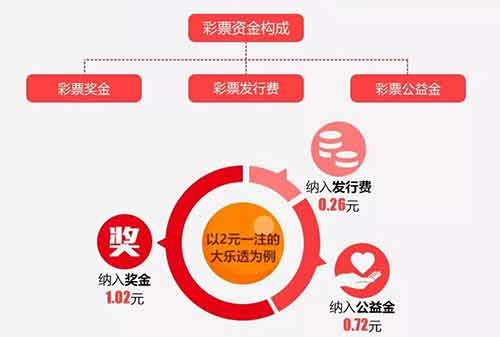 彩票资金构成
彩票奖金
彩票发行费
彩票公益金
纳入发行费
0.26元
以2元一注的
大乐透为例
奖
纳入奖金
1.02元
纳入公益金
0.72元